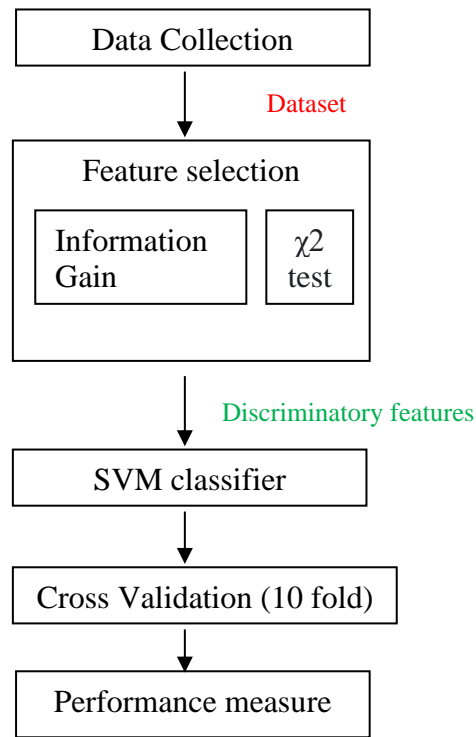 Data Collection
Dataset
Feature selection
Information
Gain
χ2
test
Discriminatory features
SVM classifier
Cross Validation (10 fold)
Performance measure